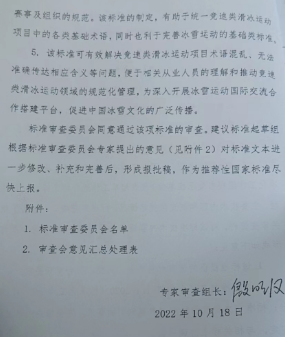 赛事及组织的规范。该标准的制定，有助于统一竞速类滑冰运动
项目中的各类基础术语，同时也利于完善冰雪运动的基础类标准。
5、该标准可有效解决竞速类滑冰运动项目术语混乱、无法
准确传达相应含义等问题，便于相关从业人员的理解和推动竞速
类滑冰运动领域的规范化管理，为深入开展冰雪运动国际交流合
作搭建平台，促进中国冰雪文化的广泛传播。
标准审查委员会同意通过该项标准的审查。建议标准起草组
根据标准审查委员会专家提出的意见（见附件2）对标准文本进
一步修改、补充和完善后，形成报批稿，作为推荐性国家标准尽
快上报。
附件：
1. 标准审查委员会名单
2. 审查会意见汇总处理表
专家审查组长：
2022 年 10 月 18 日